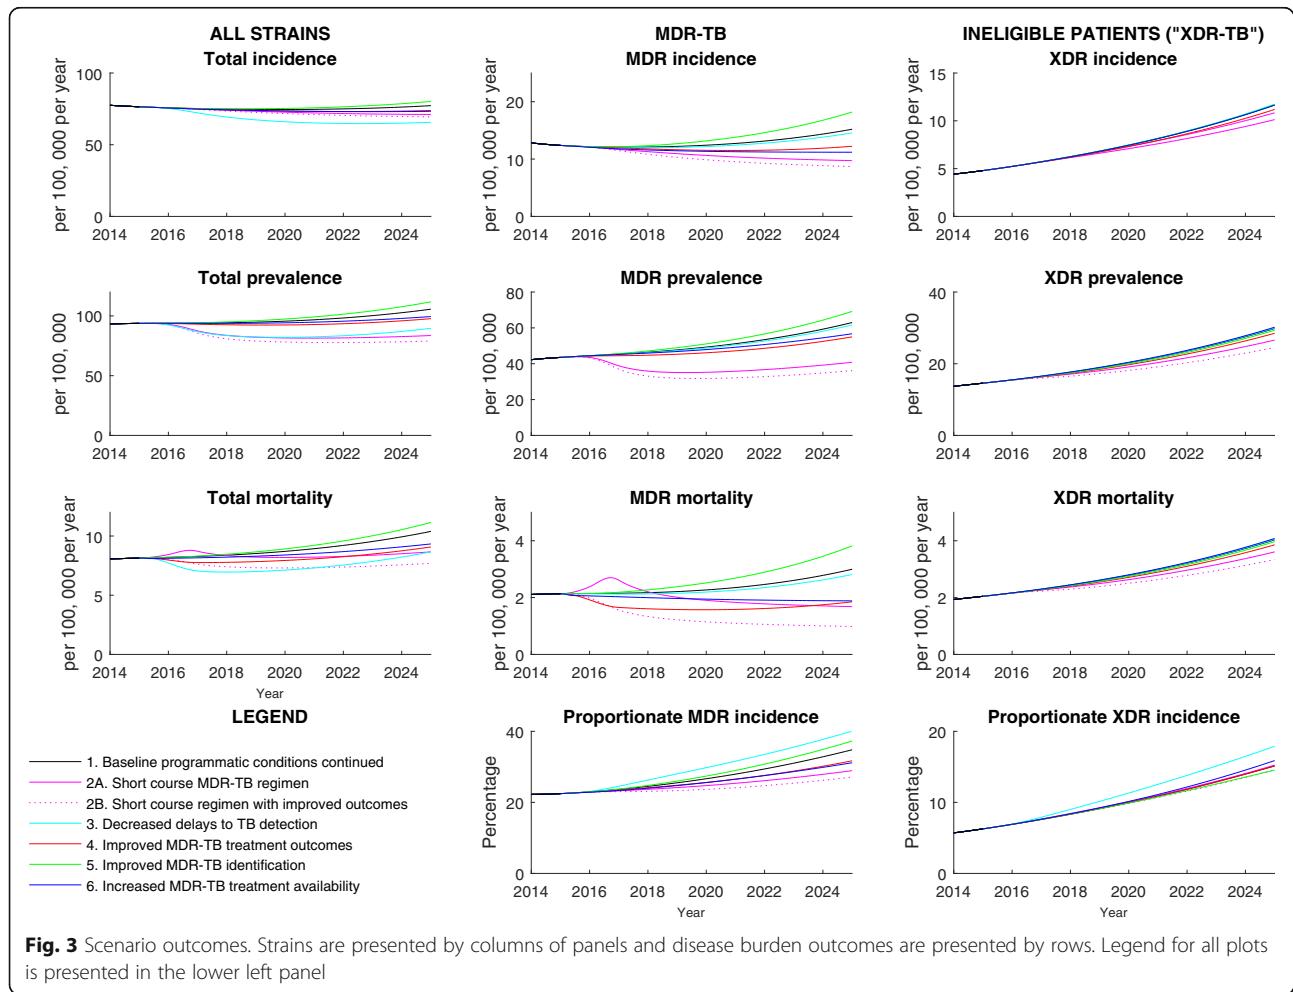 ALL STRAINS
Total incidence
per 100, 000 per year
100
50
0
2014 2016 2018 2020 2022 2024
MDR-TB
MDR incidence
per 100, 000 per year
20
10
0
2014 2016 2018 2020 2022 2024
INELIGIBLE PATIENTS ("XDR-TB")
XDR incidence
per 100, 000 per year
15
10
5
0
2014 2016 2018 2020 2022 2024
Total prevalence
per 100, 000
100
50
0
2014 2016 2018 2020 2022 2024
MDR prevalence
per 100, 000
80
60
40
20
0
2014 2016 2018 2020 2022 2024
XDR prevalence
per 100, 000
40
20
0
2014 2016 2018 2020 2022 2024
Total mortality
per 100, 000 per year
10
5
0
2014 2016 2018 2020 2022 2024
Year
MDR mortality
per 100, 000 per year
4
2
0
2014 2016 2018 2020 2022 2024
XDR mortality
per 100, 000 per year
4
2
0
2014 2016 2018 2020 2022 2024
LEGEND
1. Baseline programmatic conditions continued
2A. Short course MDR-TB regimen
2B. Short course regimen with improved outcomes
3. Decreased delays to TB detection
4. Improved MDR-TB treatment outcomes
5. Improved MDR-TB identification
6. Increased MDR-TB treatment availability
Proportionate MDR incidence
Percentage
40
20
0
2014 2016 2018 2020 2022 2024
Year
Proportionate XDR incidence
Percentage
20
10
0
2014 2016 2018 2020 2022 2024
Year
Fig. 3 Scenario outcomes. Strains are presented by columns of panels and disease burden outcomes are presented by rows. Legend for all plots
is presented in the lower left panel